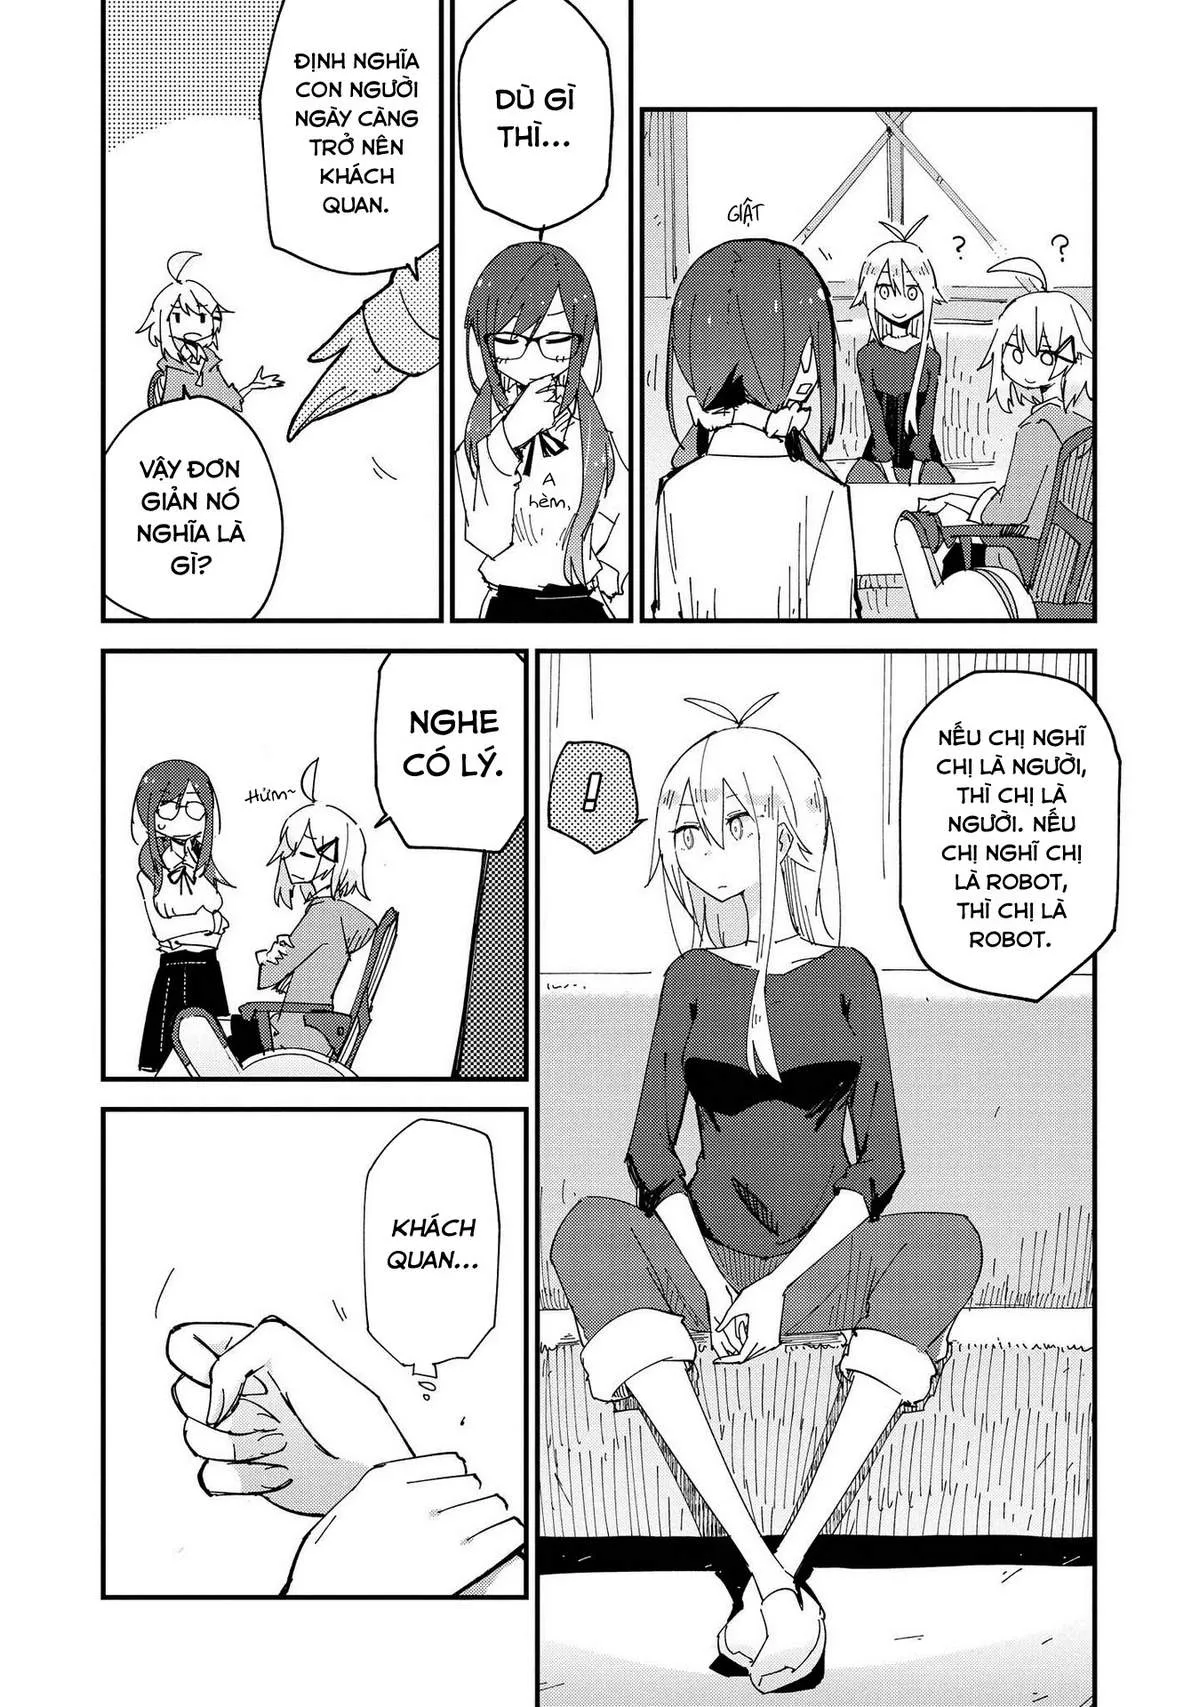 GIẬT
?
?
DÙ GÌ
THÌ...
A
hèm,
ĐỊNH NGHĨA
CON NGƯỜI
NGÀY CÀNG
TRỞ NÊN
KHÁCH
QUAN.
VẬY ĐƠN
GIẢN NÓ
NGHĨA LÀ
GÌ?
NẾU CHỊ NGHĨ
CHỊ LÀ NGƯỜI,
THÌ CHỊ LÀ
NGƯỜI. NẾU
CHỊ NGHĨ CHỊ
LÀ ROBOT,
THÌ CHỊ LÀ
ROBOT.
!
NGHE
CÓ LÝ.
HỬM~
KHÁCH
QUAN...